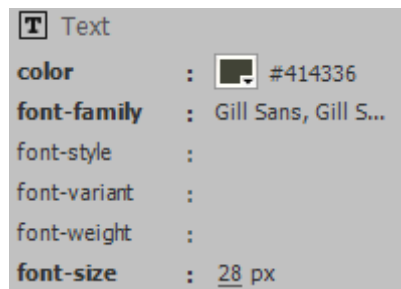 T Text
color : #414336
font-family : Gill Sans, Gill S...
font-style :
font-variant :
font-weight :
font-size : 28 px